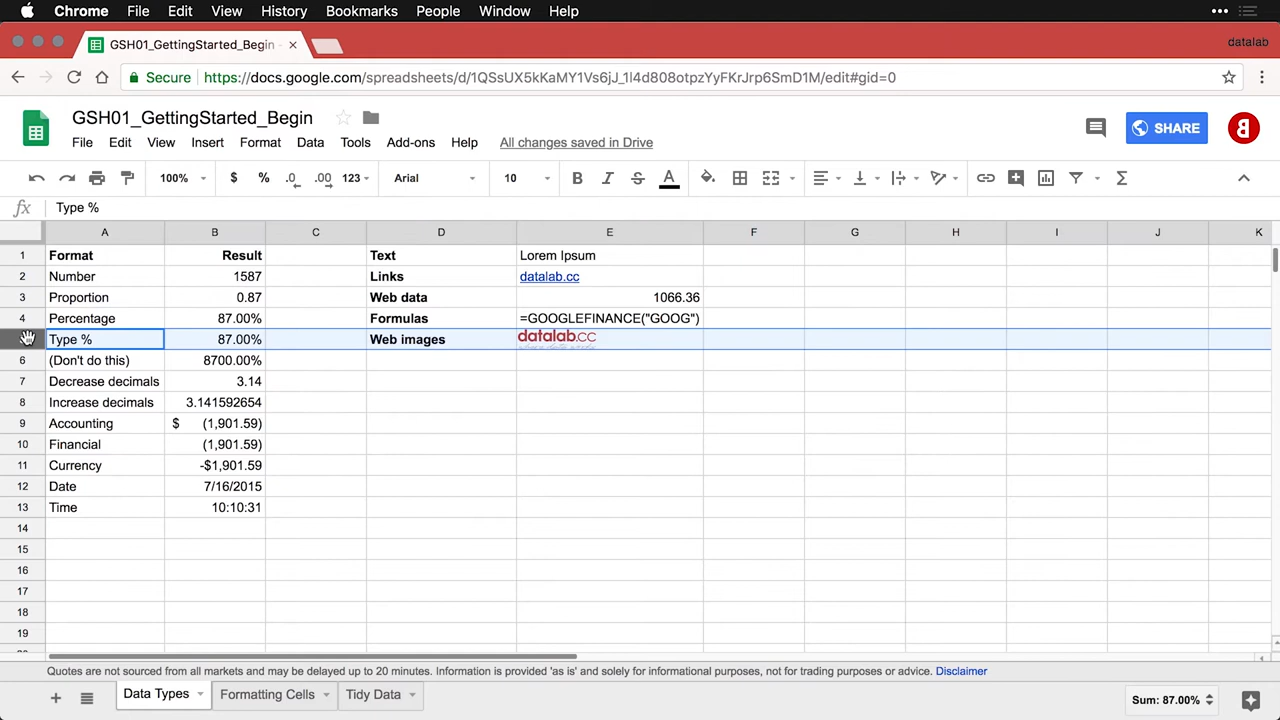 Chrome File Edit View History Bookmarks People Window Help
GSH01_GettingStarted_Begin - datalab
Secure https://docs.google.com/spreadsheets/d/1QSsUX5kKaMY1Vs6jJ_1l4d808otpzYyFKrJrp6SmD1M/edit#gid=0
GSH01_GettingStarted_Begin
SHARE
File Edit View Insert Format Data Tools Add-ons Help All changes saved in Drive
100% $ % .0 .00 123 Arial 10 B I S A Σ
fx Type %
A B C D E F G H I J K
1 Format Result Text Lorem Ipsum
2 Number 1587 Links datalab.cc
3 Proportion 0.87 Web data 1066.36
4 Percentage 87.00% Formulas =GOOGLEFINANCE("GOOG")
Type % 87.00% Web images datalab.cc
6 (Don't do this) 8700.00%
7 Decrease decimals 3.14
8 Increase decimals 3.141592654
9 Accounting $ (1,901.59)
10 Financial (1,901.59)
11 Currency -$1,901.59
12 Date 7/16/2015
13 Time 10:10:31
14
15
16
17
18
19
Quotes are not sourced from all markets and may be delayed up to 20 minutes. Information is provided 'as is' and solely for informational purposes, not for trading purposes or advice. Disclaimer
Data Types Formatting Cells Tidy Data Sum: 87.00%